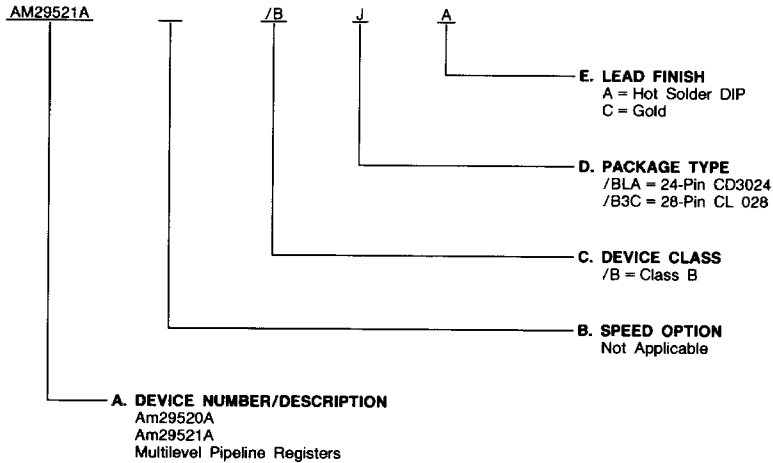 AM29521A /B J A
E. LEAD FINISH
A = Hot Solder DIP
C = Gold
D. PACKAGE TYPE
/BLA = 24-Pin CD3024
/B3C = 28-Pin CL 028
C. DEVICE CLASS
/B = Class B
B. SPEED OPTION
Not Applicable
A. DEVICE NUMBER/DESCRIPTION
Am29520A
Am29521A
Multilevel Pipeline Registers